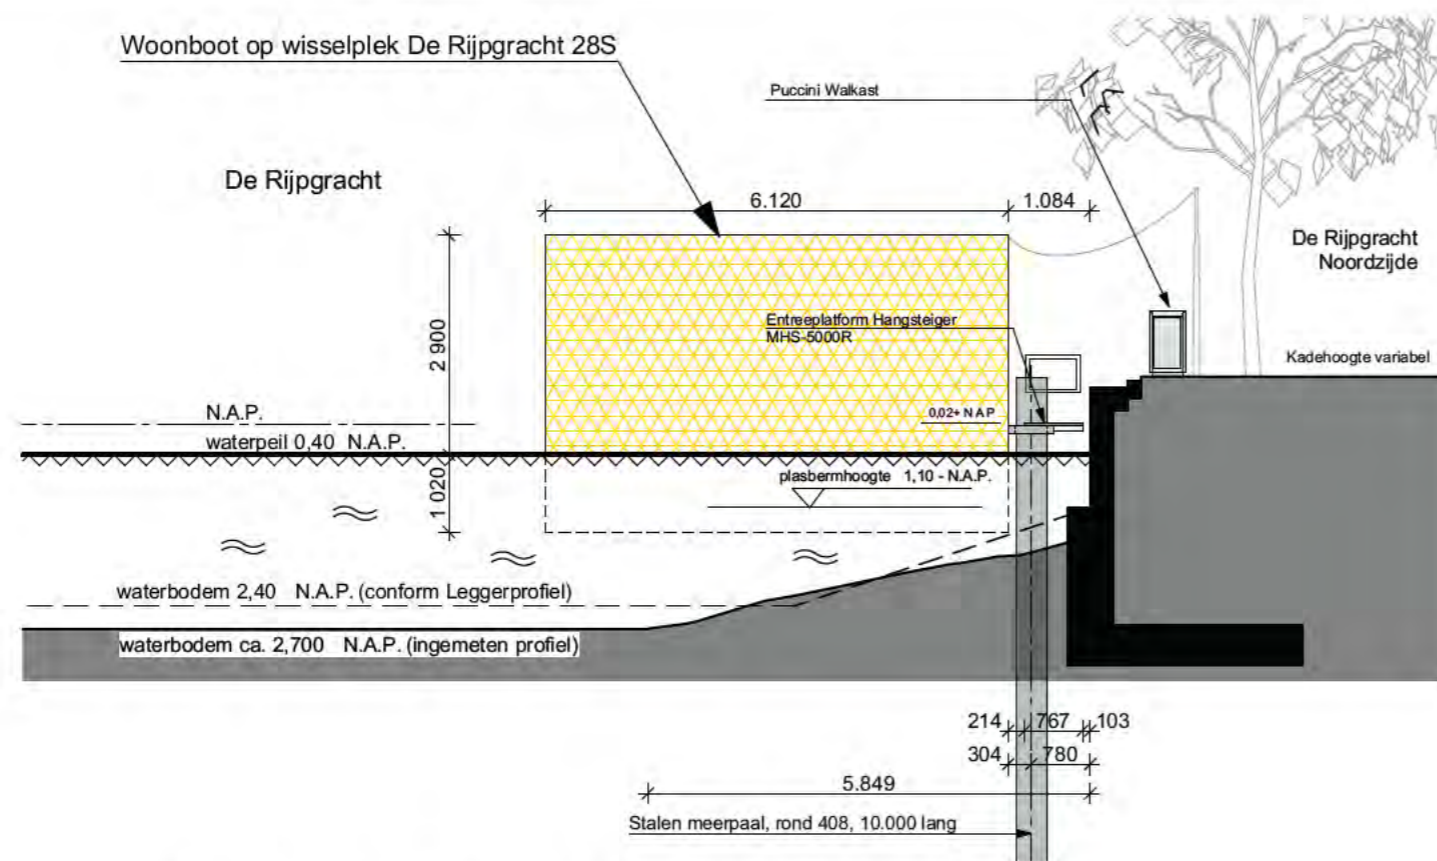 Woonboot op wisselplek De Rijpgracht 28S
Puccini Walkast
De Rijpgracht
6.120
1.084
De Rijpgracht
Noordzijde
2 900
Entreeplatform Hangsteiger
MHS-5000R
Kadehoogte variabel
N.A.P.
0,02+ N A P
waterpeil 0,40 N.A.P.
1 020
plasbermhoogte 1,10 - N.A.P.
waterbodem 2,40 N.A.P. (conform Leggerprofiel)
waterbodem ca. 2,700 N.A.P. (ingemeten profiel)
214 767 103
304 780
5.849
Stalen meerpaal, rond 408, 10.000 lang